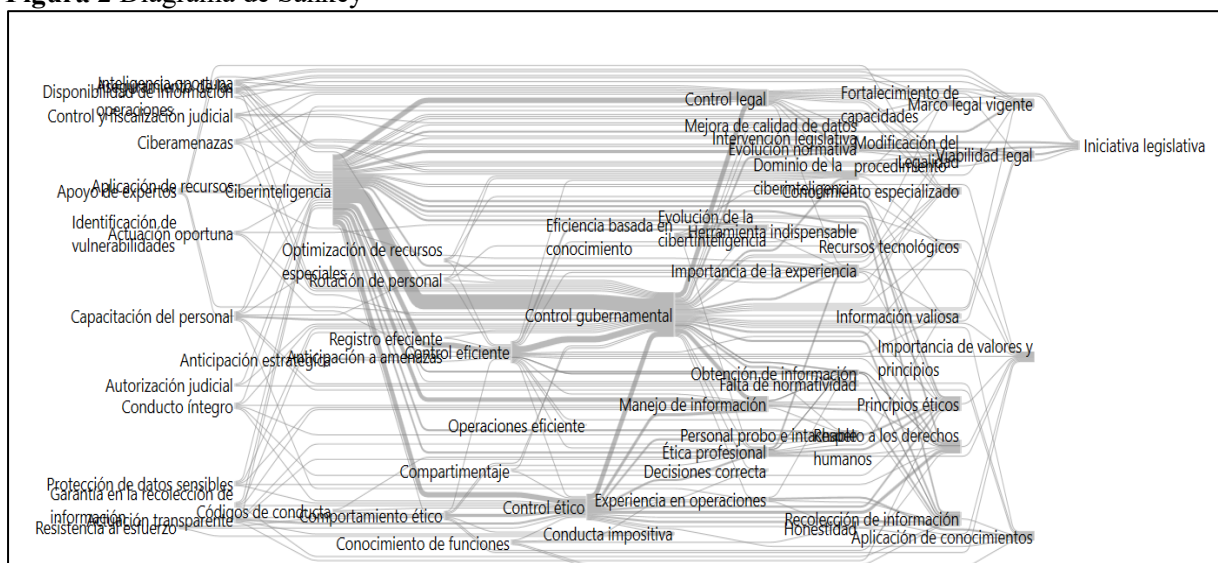 Figura 2 Diagrama de Sankey
Inteligencia oportuna
Disponibilidad de información
operaciones
Control y fiscalización judicial
Ciberamenazas
Aplicación de recursos
Apoyo de expertos
Ciberinteligencia
Identificación de
vulnerabilidades
Actuación oportuna
Optimización de recursos
especiales
Rotación de personal
Capacitación del personal
Registro efeciente
Anticipación estratégica
Anticipación a amenazas
Control eficiente
Autorización judicial
Conducto íntegro
Operaciones eficiente
Compartimentaje
Protección de datos sensibles
Garantía en la recolección de
información
Actuación transparente
Resistencia al esfuerzo
Códigos de conducta
Comportamiento ético
Conocimiento de funciones
Control legal
Mejora de calidad de datos
Intervención legislativa
Evolución normativa
Dominio de la
ciberinteligencia
Eficiencia basada en
conocimiento
Evolución de la
cibertinteligencia
Herramienta indispensable
Importancia de la experiencia
Control gubernamental
Obtención de información
Falta de normatividad
Manejo de información
Personal probo e intachable
Ética profesional
Decisiones correcta
Control ético
Experiencia en operaciones
Conducta impositiva
Fortalecimiento de
capacidades
Marco legal vigente
Modificación del
procedimiento
Legalidad
Viabilidad legal
Iniciativa legislativa
Conocimiento especializado
Recursos tecnológicos
Información valiosa
Importancia de valores y
principios
Principios éticos
Respeto a los derechos
humanos
Recolección de información
Honestidad
Aplicación de conocimientos